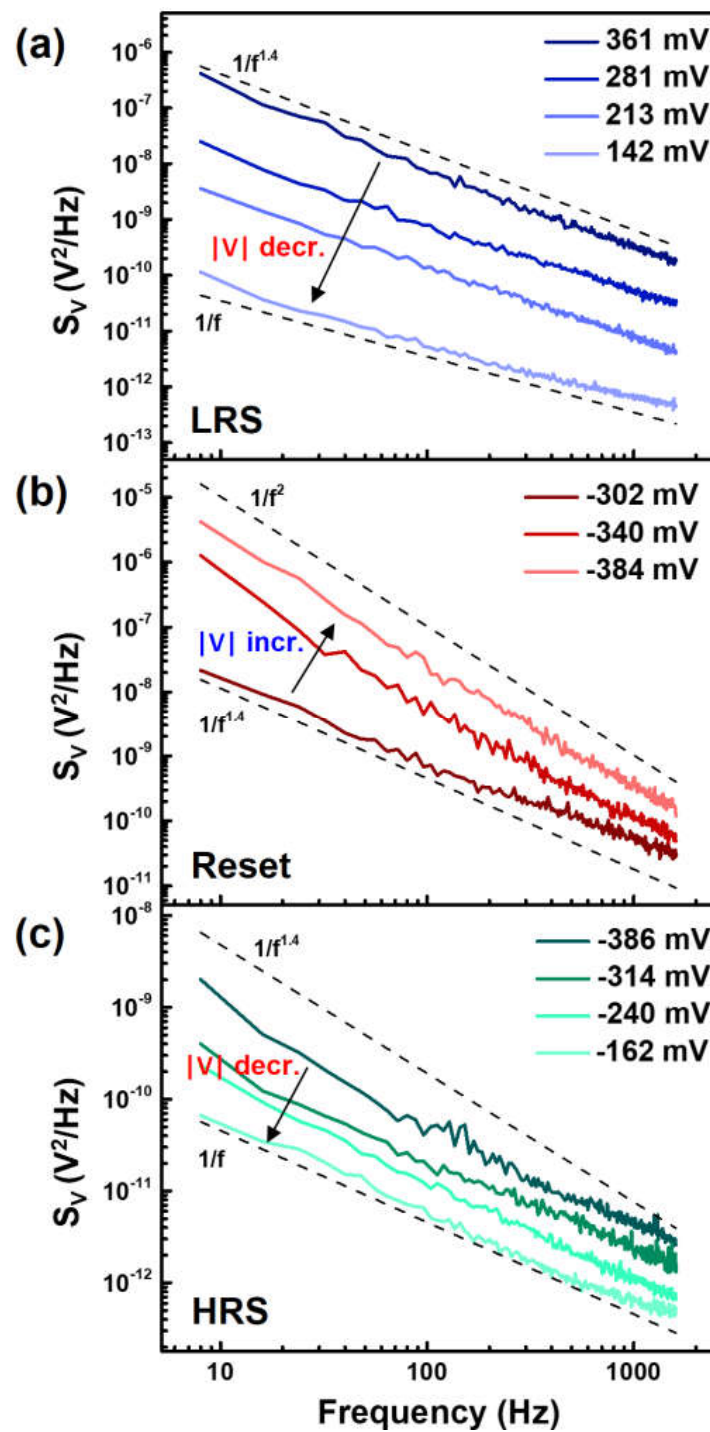 (a)
1/f^1.4
361 mV
281 mV
213 mV
142 mV
10^-6
10^-7
10^-8
10^-9
10^-10
10^-11
10^-12
10^-13
S_V (V^2/Hz)
|V| decr.
1/f
LRS
(b)
1/f^2
-302 mV
-340 mV
-384 mV
10^-5
10^-6
10^-7
10^-8
10^-9
10^-10
10^-11
S_V (V^2/Hz)
|V| incr.
1/f^1.4
Reset
(c)
1/f^1.4
-386 mV
-314 mV
-240 mV
-162 mV
10^-8
10^-9
10^-10
10^-11
10^-12
S_V (V^2/Hz)
|V| decr.
1/f
HRS
10 100 1000
Frequency (Hz)